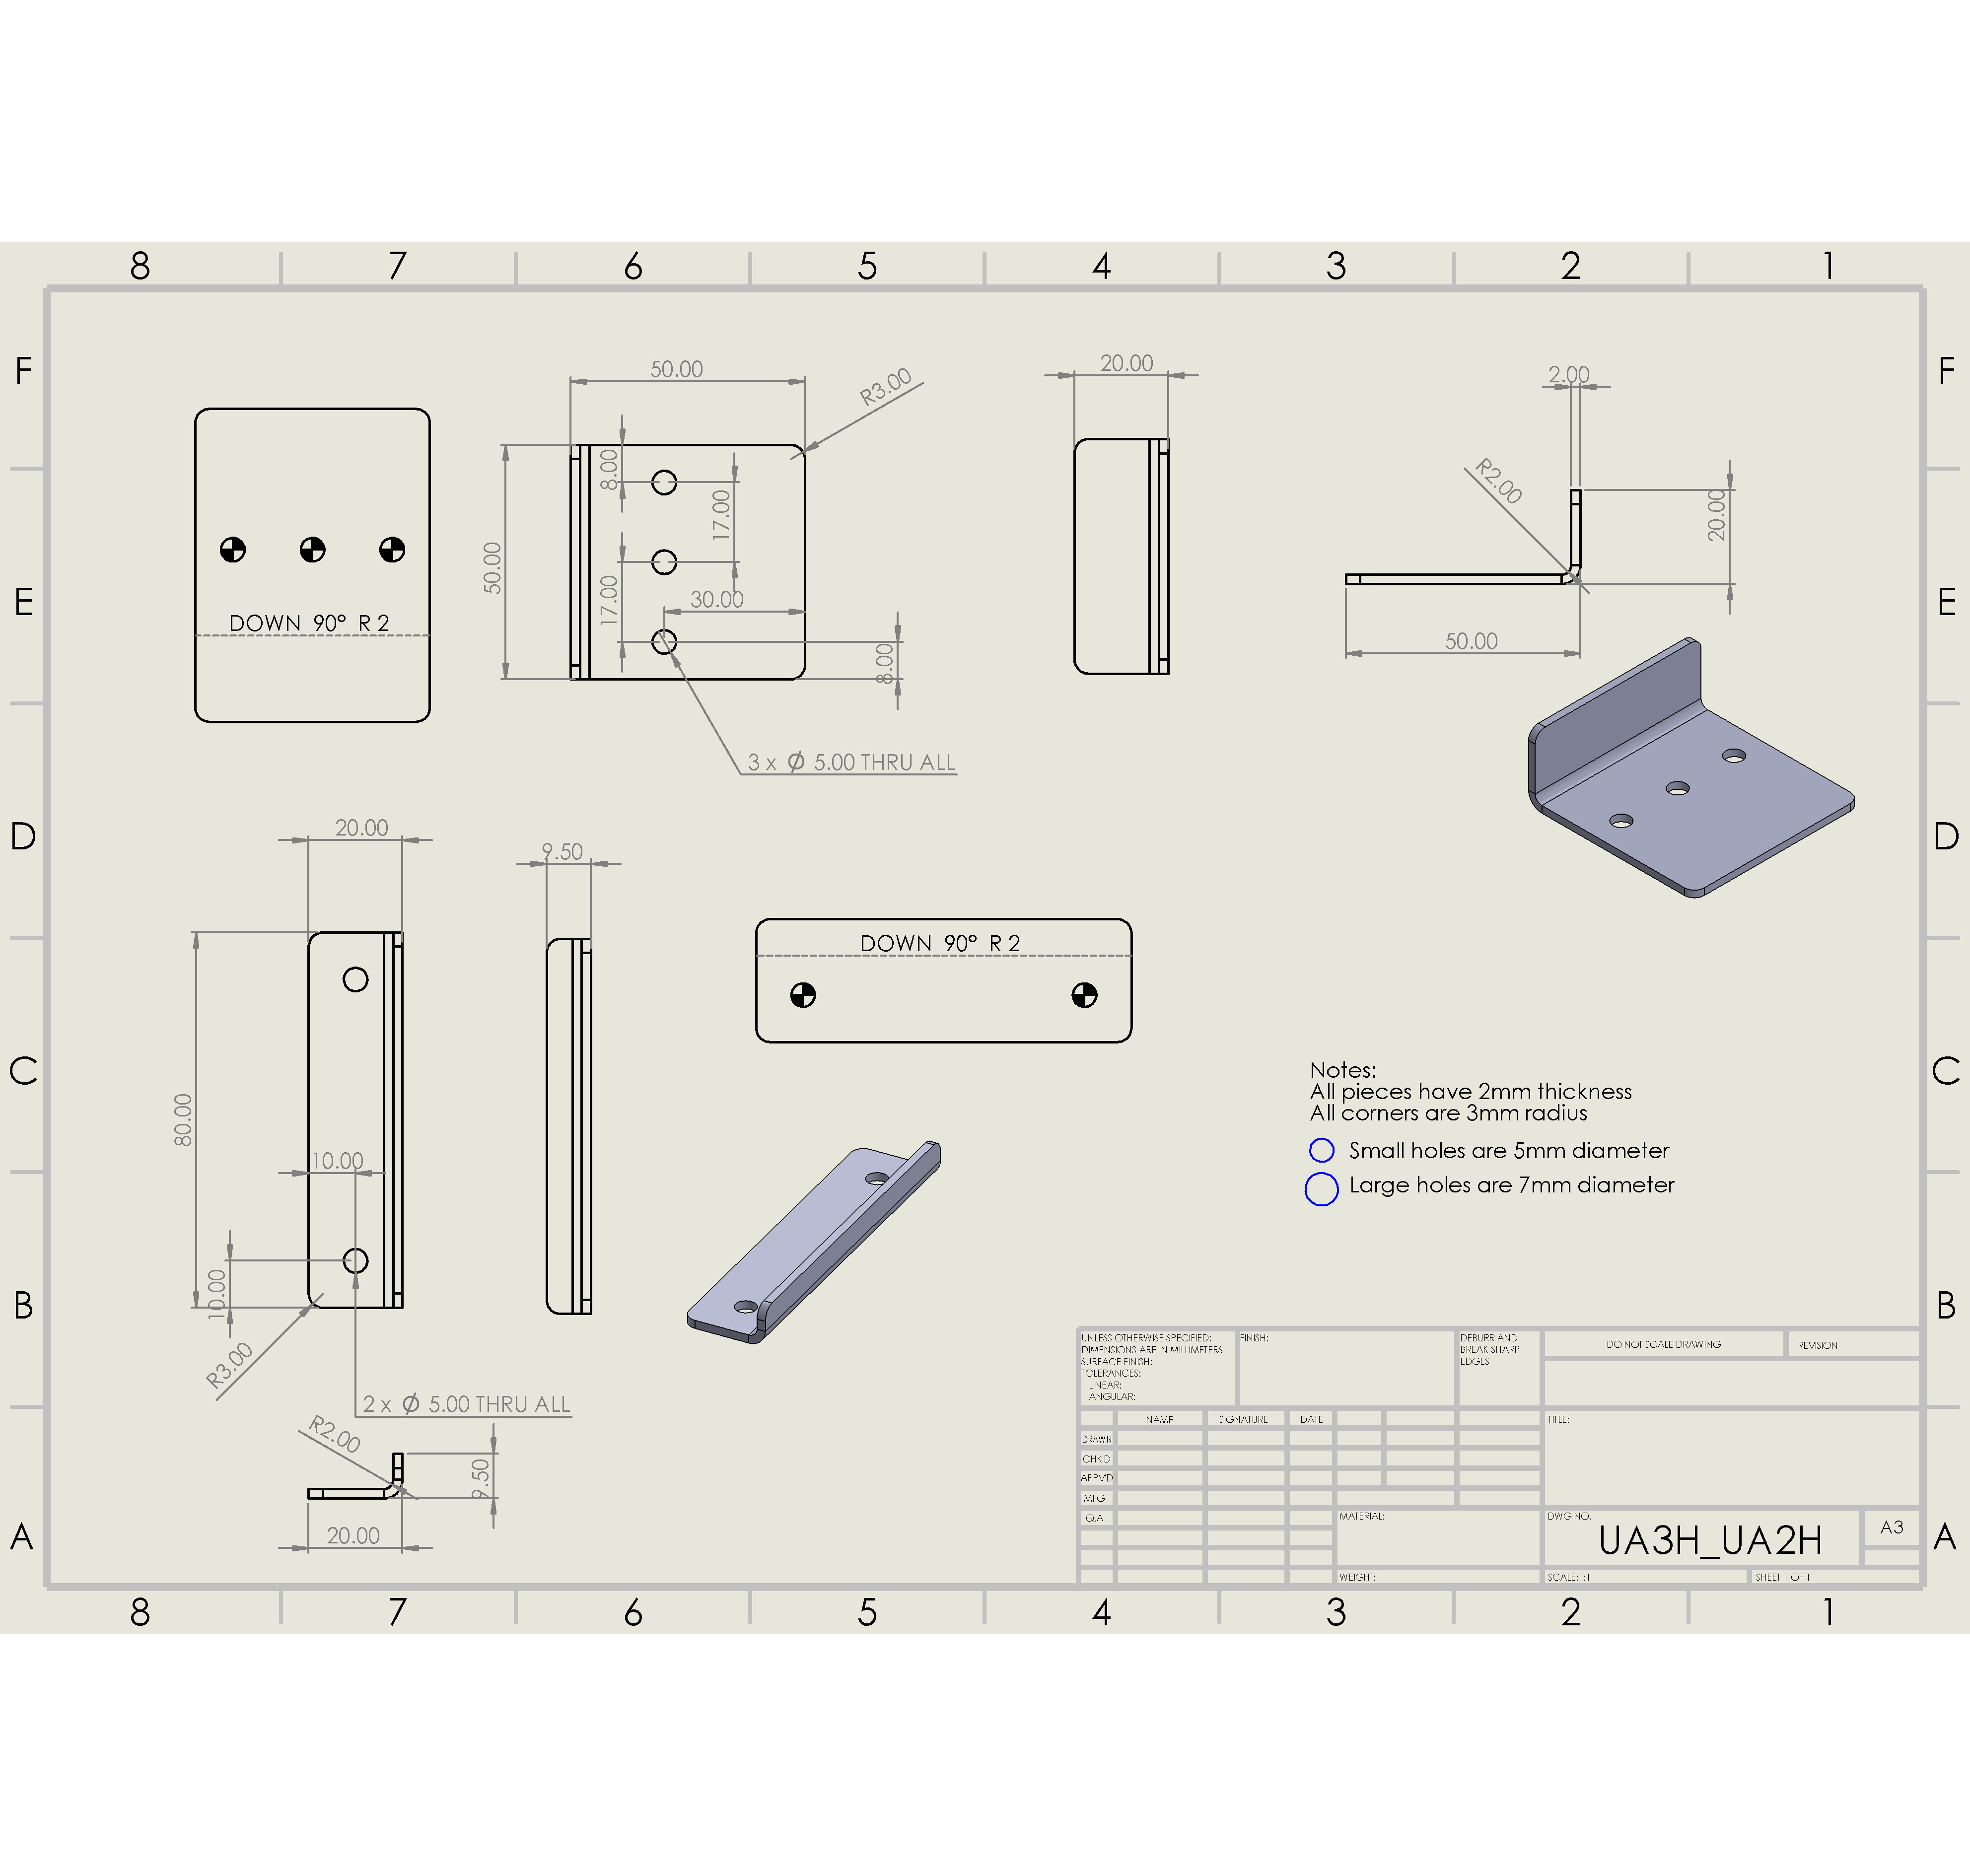 8 7 6 5 4 3 2 1
F F
50.00
R3.00
20.00
2.00
8.00
17.00
R2.00
20.00
50.00
17.00
30.00
8.00
50.00
E E
DOWN 90° R 2
3 x Ø 5.00 THRU ALL
D D
20.00
9.50
DOWN 90° R 2
80.00
10.00
10.00
R3.00
2 x Ø 5.00 THRU ALL
R2.00
9.50
20.00
C C
Notes:
All pieces have 2mm thickness
All corners are 3mm radius
Small holes are 5mm diameter
Large holes are 7mm diameter
B B
UNLESS OTHERWISE SPECIFIED:
DIMENSIONS ARE IN MILLIMETERS
SURFACE FINISH:
TOLERANCES:
LINEAR:
ANGULAR:
FINISH:
DEBURR AND
BREAK SHARP
EDGES
DO NOT SCALE DRAWING
REVISION
NAME SIGNATURE DATE
TITLE:
DRAWN
CHK'D
APPV'D
MFG
Q.A
MATERIAL:
DWG NO.
UA3H_UA2H
A3
WEIGHT:
SCALE:1:1
SHEET 1 OF 1
A A
8 7 6 5 4 3 2 1